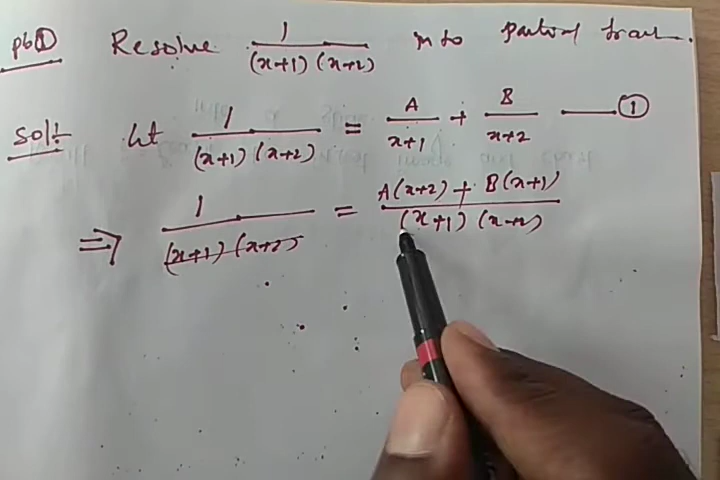 pb① Resolve 1/((x+1)(x+2)) into partial fract.
Sol:- Let 1/((x+1)(x+2)) = A/(x+1) + B/(x+2) —— ①
⇒ 1/((x+1)(x+2)) = (A(x+2) + B(x+1))/((x+1)(x+2))